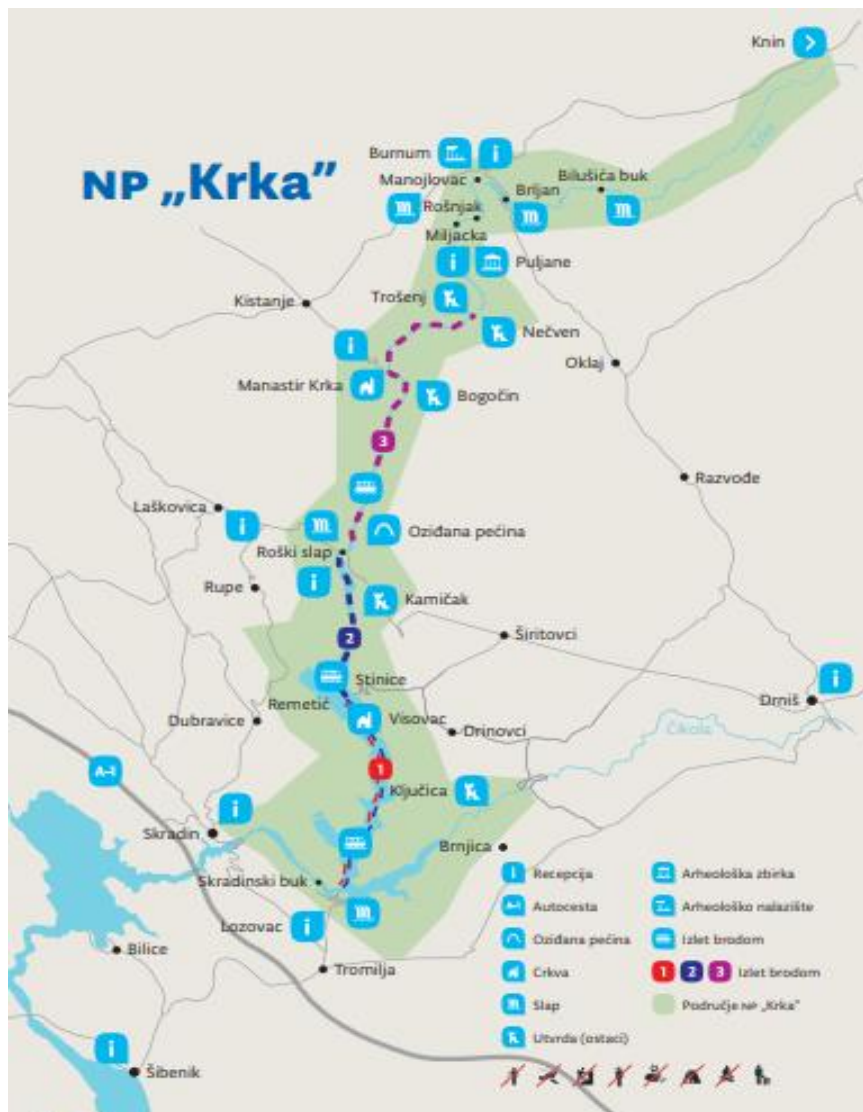 Knin
NP „Krka”
Burnum
Manojlovac
Bilušića buk
Brljan
Rošnjak
Krka
Miljacka
Puljane
Trošenj
Kistanje
Nečven
Oklaj
Manastir Krka
Bogočin
3
Razvođe
Laškovica
Oziđana pećina
Roški slap
Rupe
Kamičak
2
Širitovci
Stinice
Remetić
Drniš
Dubravice
Visovac
Drinovci
Čikola
A-1
1
Ključica
Skradin
Brnjica
Skradinski buk
Lozovac
Bilice
Tromilja
Šibenik
Recepcija
Autocesta
Oziđana pećina
Crkva
Slap
Utvrda (ostaci)
Arheološka zbirka
Arheološko nalazište
Izlet brodom
1 2 3 Izlet brodom
Područje NP „Krka”